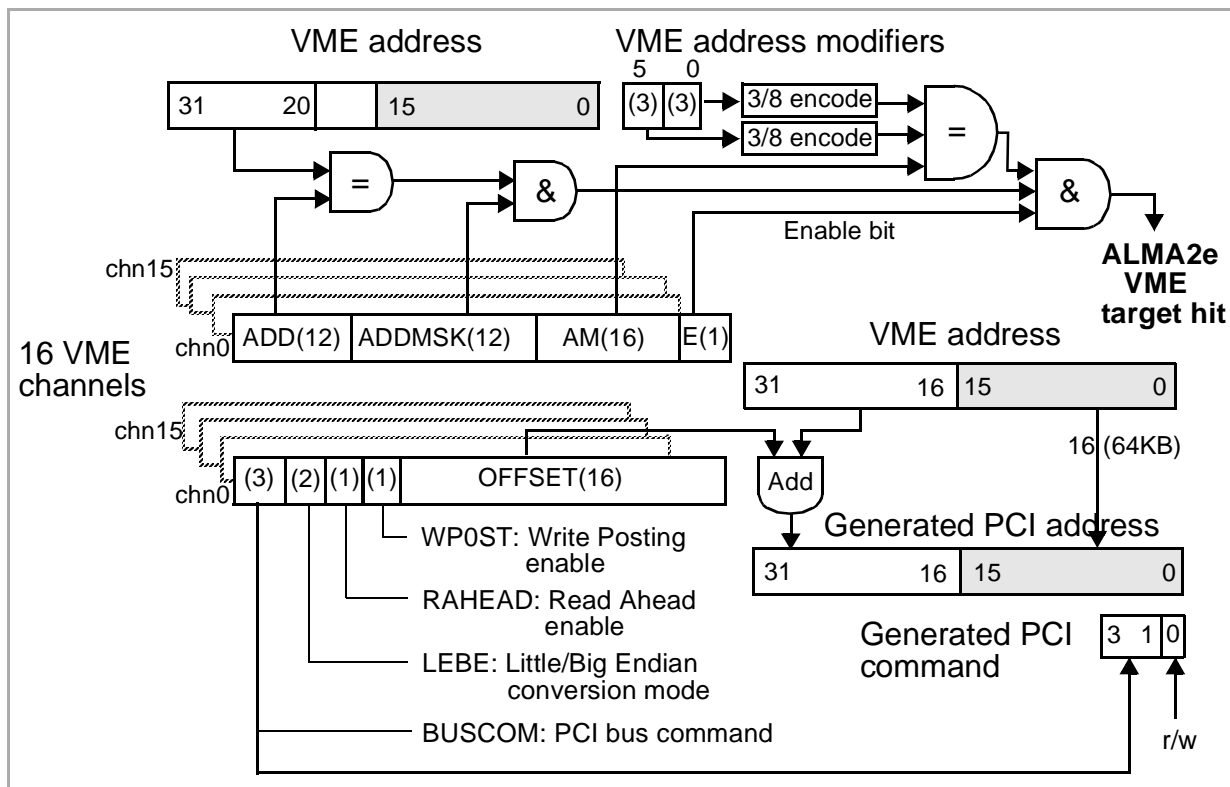 VME address
VME address modifiers
5 0
31 20 15 0
(3) (3)
3/8 encode
3/8 encode
=
=
&
&
Enable bit
ALMA2e
VME
target hit
chn15
chn0
ADD(12) ADDMSK(12) AM(16) E(1)
16 VME
channels
VME address
31 16 15 0
chn15
chn0
(3) (2) (1) (1) OFFSET(16)
16 (64KB)
Add
Generated PCI address
31 16 15 0
WP0ST: Write Posting
enable
RAHEAD: Read Ahead
enable
LEBE: Little/Big Endian
conversion mode
BUSCOM: PCI bus command
Generated PCI
command
3 1 0
r/w